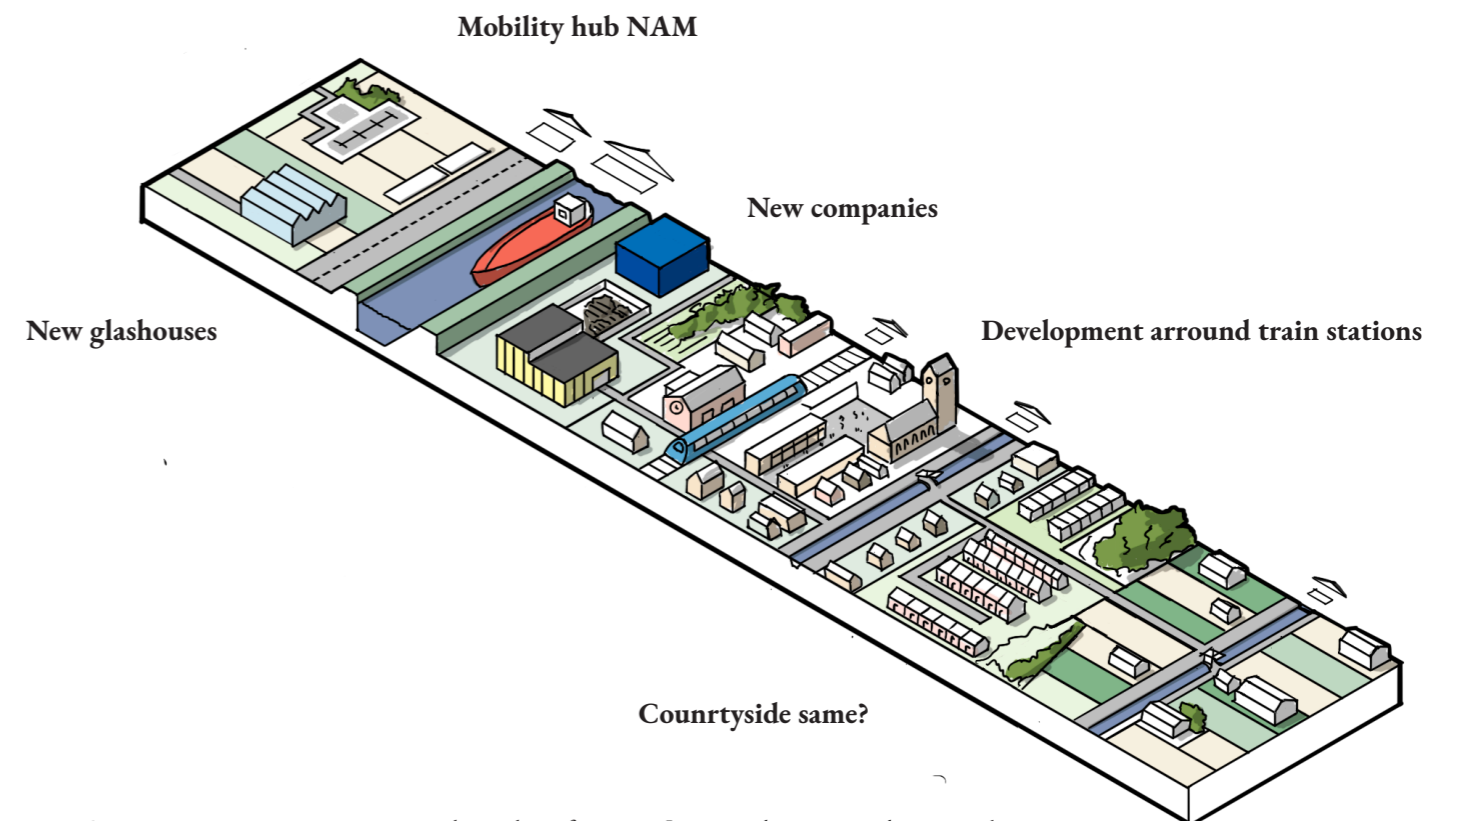 Mobility hub NAM
New companies
New glashouses
Development arround train stations
Counrtyside same?